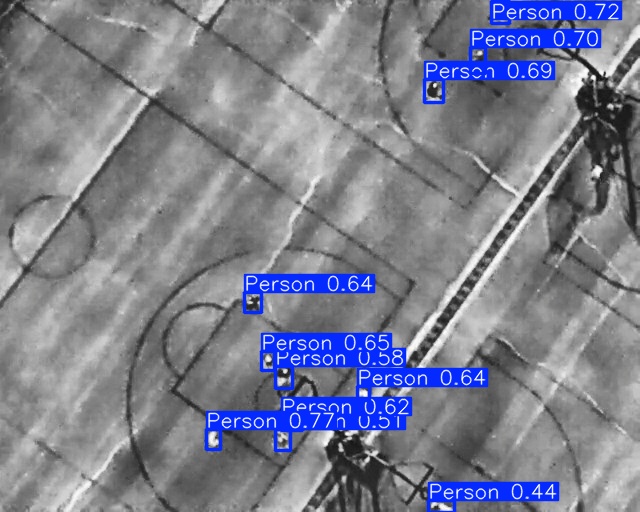 Person 0.72
Person 0.70
Person 0.69
Person 0.64
Person 0.65
Person 0.58
Person 0.64
Person 0.62
Person 0.77
0.51
Person 0.44